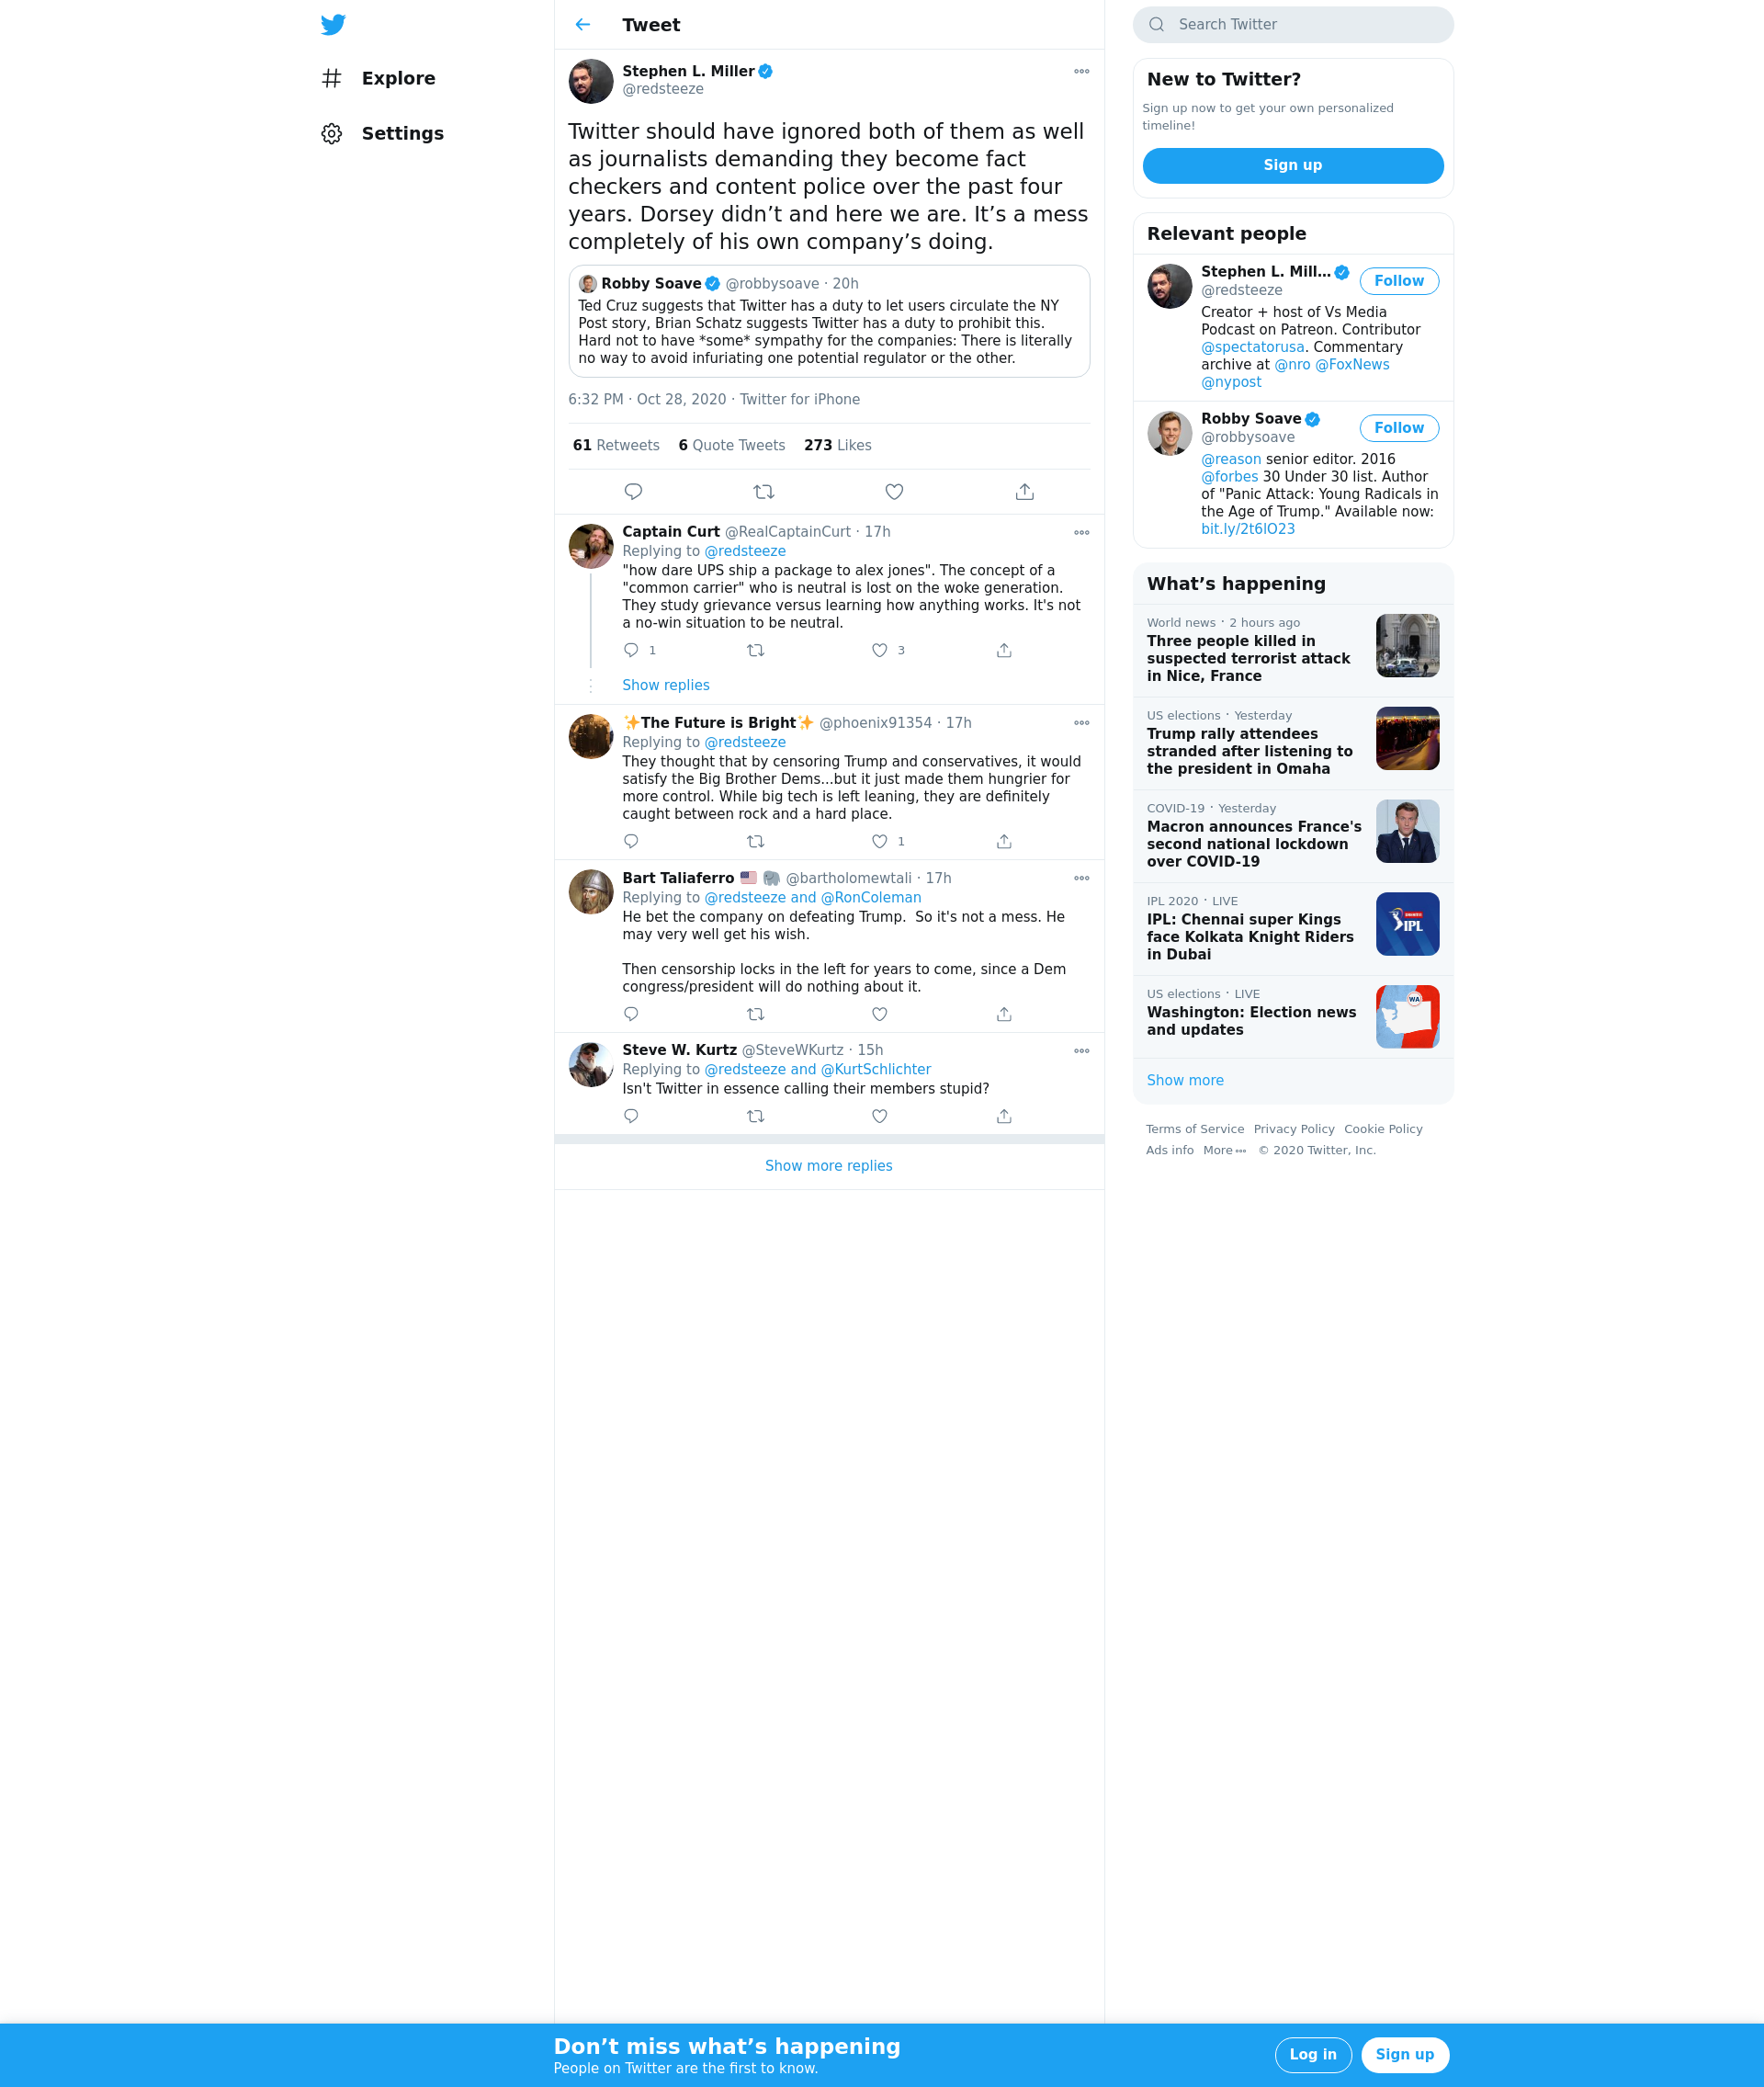 Explore
Settings
Tweet
Stephen L. Miller
@redsteeze
Twitter should have ignored both of them as well
as journalists demanding they become fact
checkers and content police over the past four
years. Dorsey didn’t and here we are. It’s a mess
completely of his own company’s doing.
Robby Soave @robbysoave · 20h
Ted Cruz suggests that Twitter has a duty to let users circulate the NY
Post story, Brian Schatz suggests Twitter has a duty to prohibit this.
Hard not to have *some* sympathy for the companies: There is literally
no way to avoid infuriating one potential regulator or the other.
6:32 PM · Oct 28, 2020 · Twitter for iPhone
61 Retweets 6 Quote Tweets 273 Likes
Captain Curt @RealCaptainCurt · 17h
Replying to @redsteeze
"how dare UPS ship a package to alex jones". The concept of a
"common carrier" who is neutral is lost on the woke generation.
They study grievance versus learning how anything works. It's not
a no-win situation to be neutral.
1 3
Show replies
✨The Future is Bright✨ @phoenix91354 · 17h
Replying to @redsteeze
They thought that by censoring Trump and conservatives, it would
satisfy the Big Brother Dems...but it just made them hungrier for
more control. While big tech is left leaning, they are definitely
caught between rock and a hard place.
1
Bart Taliaferro 🇺🇸 🐘 @bartholomewtali · 17h
Replying to @redsteeze and @RonColeman
He bet the company on defeating Trump.  So it's not a mess. He
may very well get his wish.
Then censorship locks in the left for years to come, since a Dem
congress/president will do nothing about it.
Steve W. Kurtz @SteveWKurtz · 15h
Replying to @redsteeze and @KurtSchlichter
Isn't Twitter in essence calling their members stupid?
Show more replies
Search Twitter
New to Twitter?
Sign up now to get your own personalized
timeline!
Sign up
Relevant people
Stephen L. Mill...
@redsteeze
Follow
Creator + host of Vs Media
Podcast on Patreon. Contributor
@spectatorusa. Commentary
archive at @nro @FoxNews
@nypost
Robby Soave
@robbysoave
Follow
@reason senior editor. 2016
@forbes 30 Under 30 list. Author
of "Panic Attack: Young Radicals in
the Age of Trump." Available now:
bit.ly/2t6lO23
What’s happening
World news · 2 hours ago
Three people killed in
suspected terrorist attack
in Nice, France
US elections · Yesterday
Trump rally attendees
stranded after listening to
the president in Omaha
COVID-19 · Yesterday
Macron announces France's
second national lockdown
over COVID-19
IPL 2020 · LIVE
IPL: Chennai super Kings
face Kolkata Knight Riders
in Dubai
IPL
US elections · LIVE
Washington: Election news
and updates
WA
Show more
Terms of Service Privacy Policy Cookie Policy
Ads info More © 2020 Twitter, Inc.
Don’t miss what’s happening
People on Twitter are the first to know.
Log in
Sign up